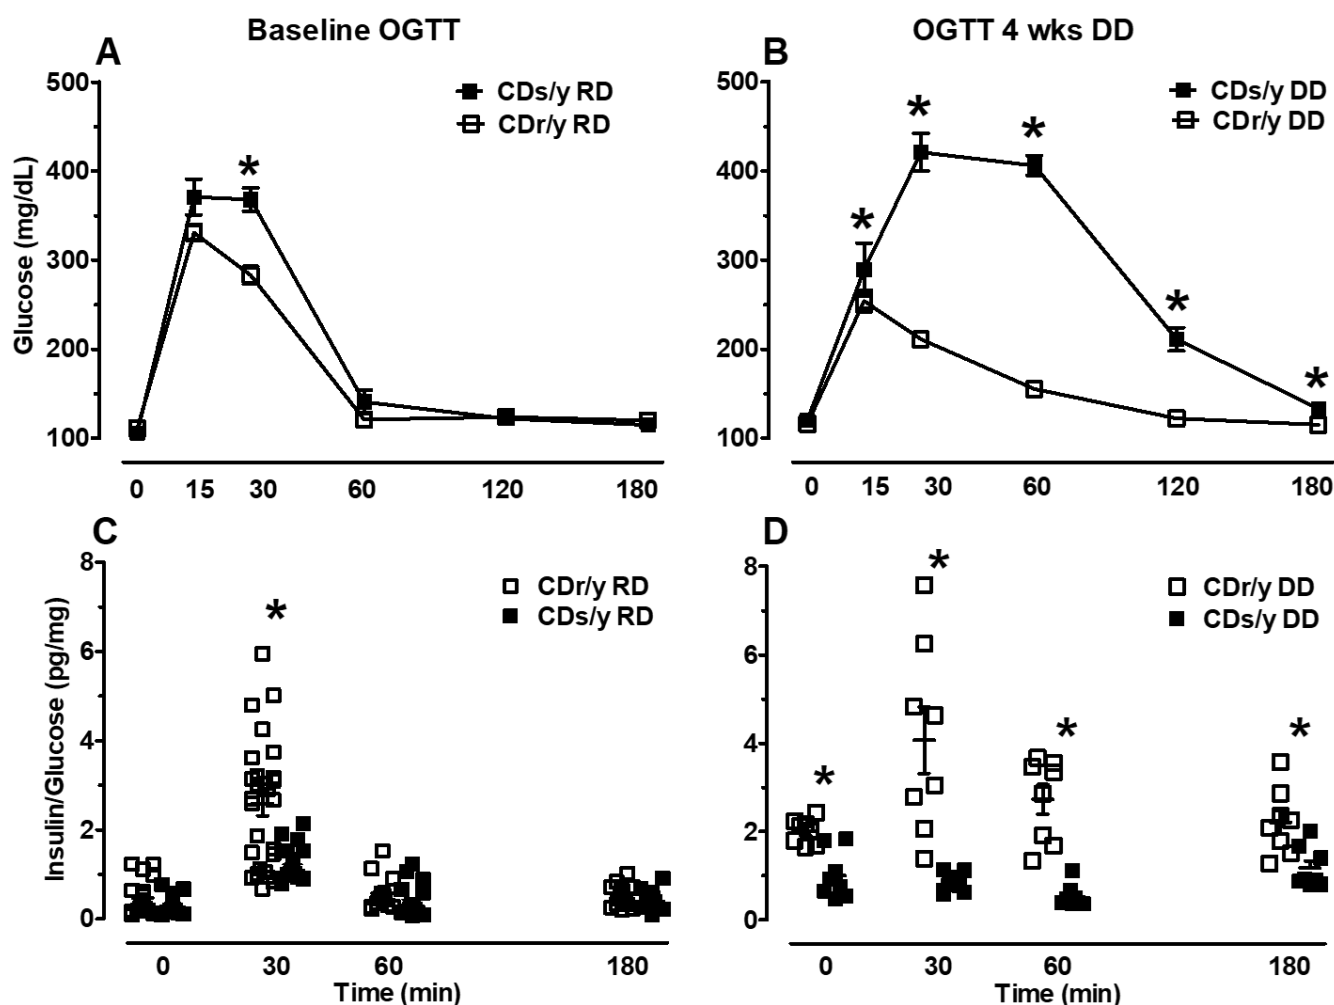 Baseline OGTT
OGTT 4 wks DD
A
B
500
400
300
200
100
Glucose (mg/dL)
CDs/y RD
CDr/y RD
*
0 15 30 60 120 180
500
400
300
200
100
CDs/y DD
CDr/y DD
* * * * *
0 15 30 60 120 180
C
D
8
6
4
2
0
Insulin/Glucose (pg/mg)
CDr/y RD
CDs/y RD
*
0 30 60 180
Time (min)
8
6
4
2
0
CDr/y DD
CDs/y DD
* * * *
0 30 60 180
Time (min)